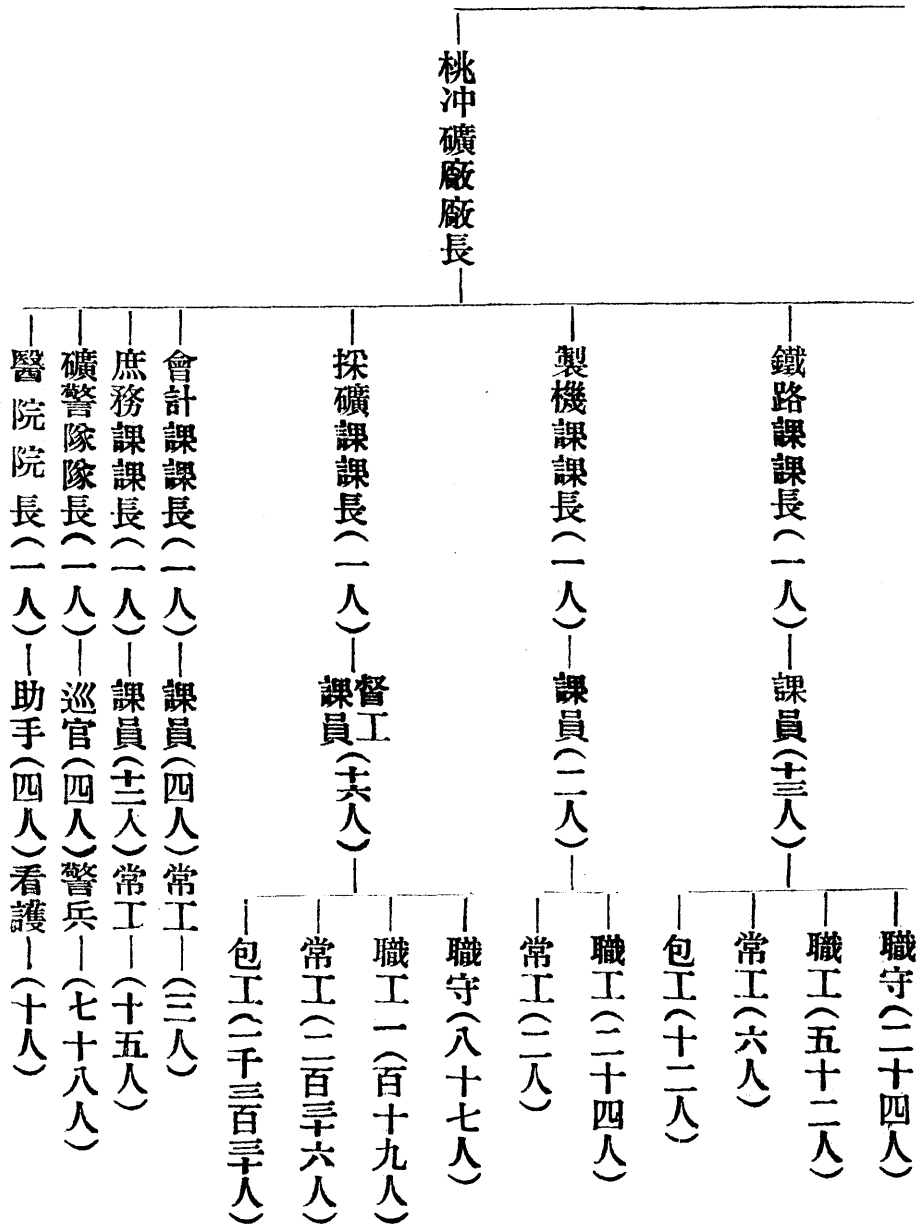 桃冲礦廠廠長
鐵路課課長(一人)
課員(十三人)
職守(二十四人)
職工(五十二人)
常工(六人)
包工(十二人)
製機課課長(一人)
課員(二人)
職工(二十四人)
常工(二人)
採礦課課長(一人)
督工
課員
(十六人)
職守(八十七人)
職工一(百十九人)
常工(二百三十六人)
包工(一千三百三十人)
會計課課長(一人)
課員(四人)常工
(三人)
庶務課課長(一人)
課員(十二人)常工
(十五人)
礦警隊隊長(一人)
巡官(四人)警兵
(七十八人)
醫院院長(一人)
助手(四人)看護
(十人)